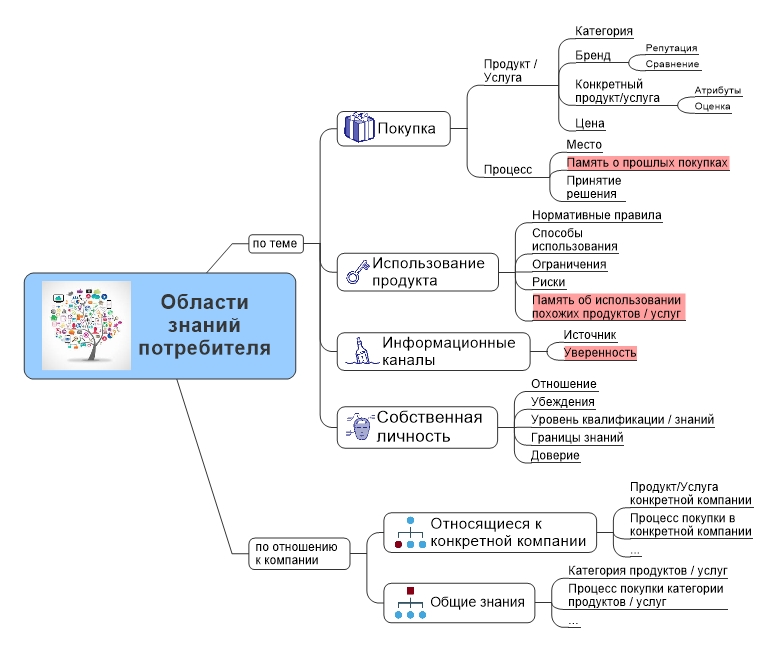 Области
знаний
потребителя
по теме
Покупка
Продукт /
Услуга
Категория
Бренд
Репутация
Сравнение
Конкретный
продукт/услуга
Атрибуты
Оценка
Цена
Процесс
Место
Память о прошлых покупках
Принятие
решения
Использование
продукта
Нормативные правила
Способы
использования
Ограничения
Риски
Память об использовании
похожих продуктов / услуг
Информационные
каналы
Источник
Уверенность
Собственная
личность
Отношение
Убеждения
Уровень квалификации / знаний
Границы знаний
Доверие
по отношению
к компании
Относящиеся к
конкретной компании
Продукт/Услуга
конкретной компании
Процесс покупки в
конкретной компании
...
Общие знания
Категория продуктов / услуг
Процесс покупки категории
продуктов / услуг
...